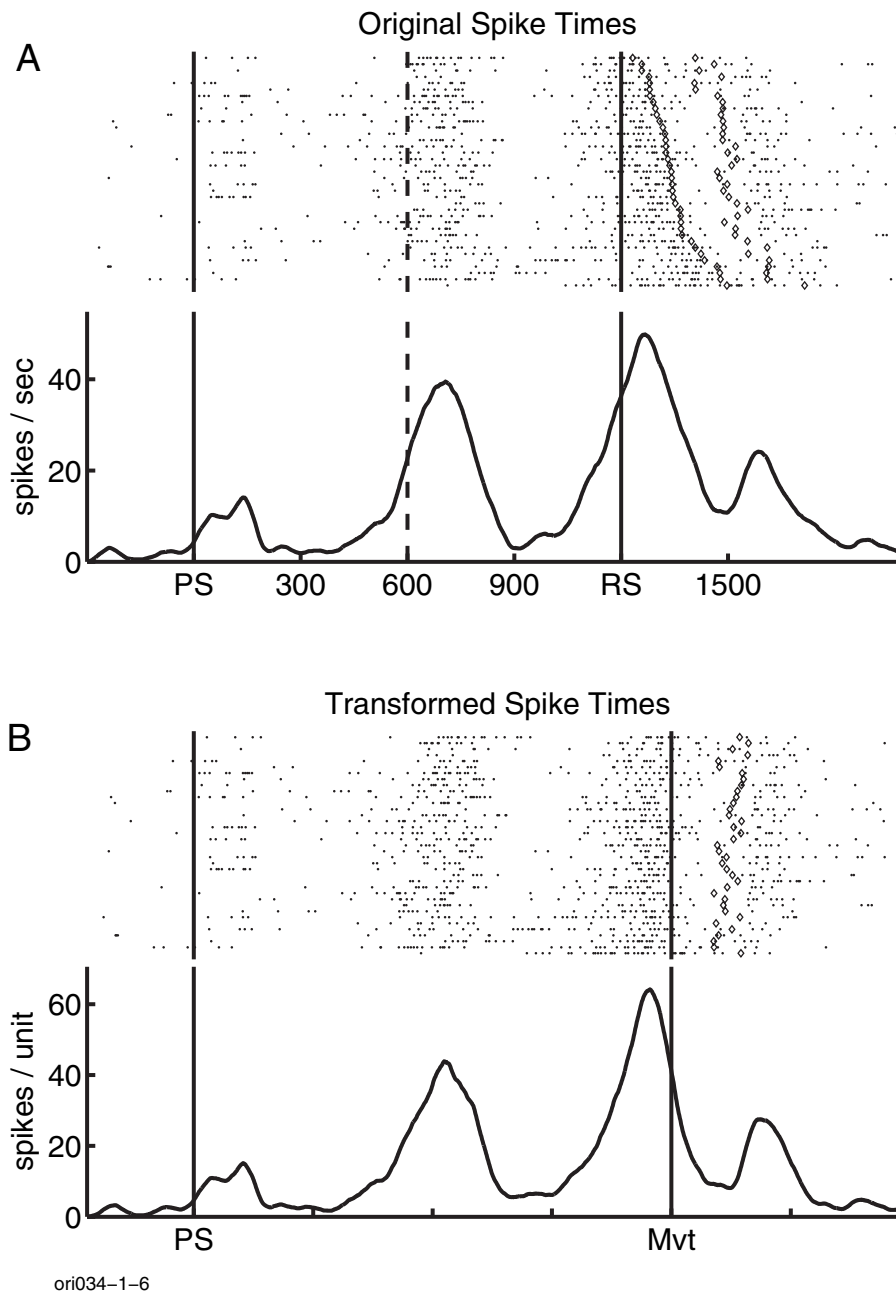 Original Spike Times
A
spikes / sec
40
20
0
PS 300 600 900 RS 1500
Transformed Spike Times
B
spikes / unit
60
40
20
0
PS Mvt
ori034-1-6